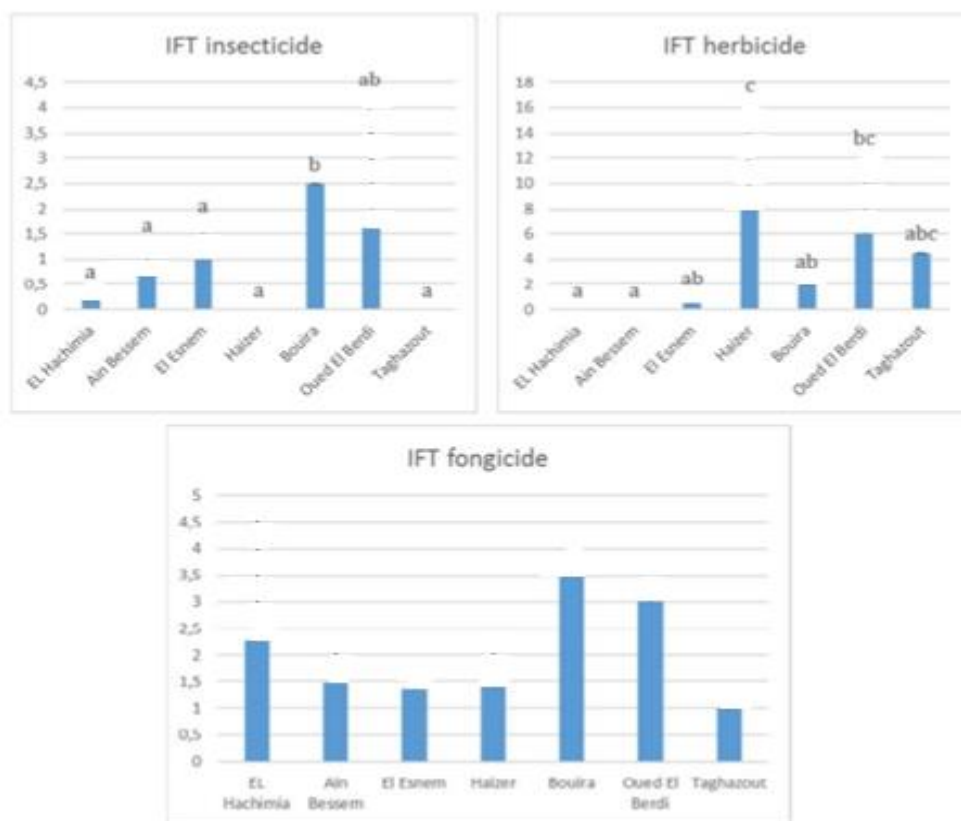 IFT insecticide
4,5
4
3,5
3
2,5
2
1,5
1
0,5
0
a
a
a
a
b
ab
a
EL Hachimia
Ain Bessem
El Esnem
Haizer
Bouira
Oued El Berdi
Taghazout
IFT herbicide
18
16
14
12
10
8
6
4
2
0
a
a
ab
c
ab
bc
abc
EL Hachimia
Ain Bessem
El Esnem
Haizer
Bouira
Oued El Berdi
Taghazout
IFT fongicide
5
4,5
4
3,5
3
2,5
2
1,5
1
0,5
0
EL
Hachimia
Ain
Bessem
El Esnem
Haizer
Bouira
Oued El
Berdi
Taghazout